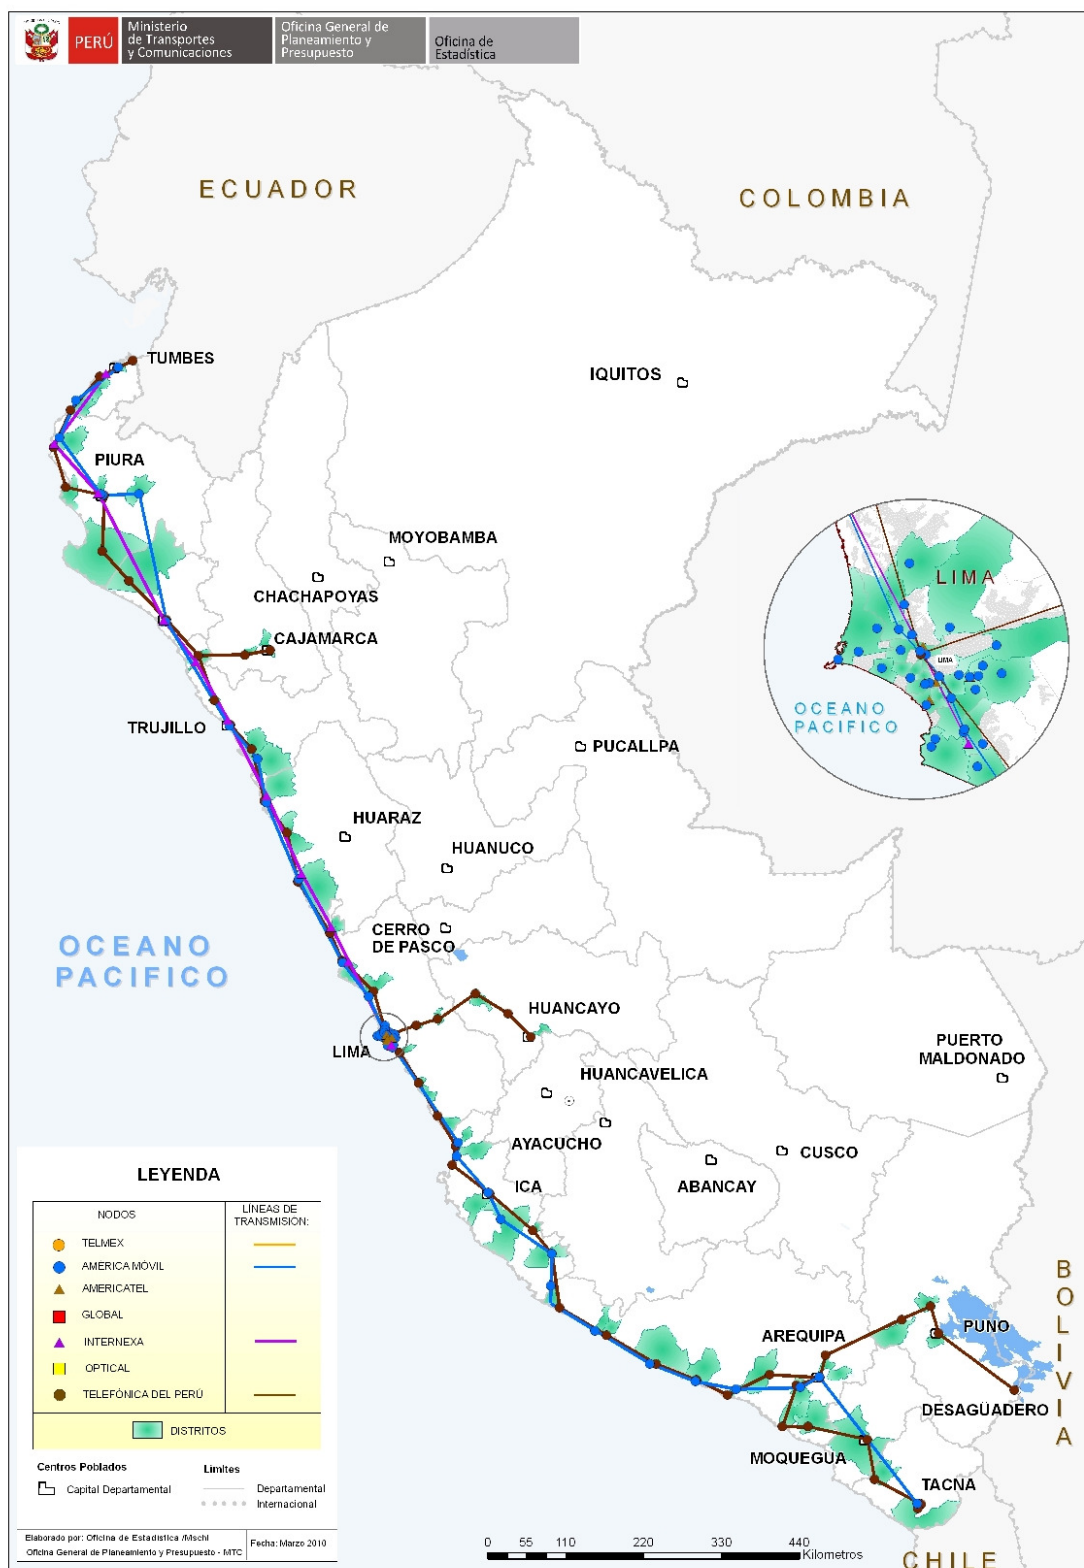 PERÚ
Ministerio
de Transportes
y Comunicaciones
Oficina General de
Planeamiento y
Presupuesto
Oficina de
Estadística
ECUADOR
COLOMBIA
TUMBES
IQUITOS
PIURA
MOYOBAMBA
CHACHAPOYAS
CAJAMARCA
LIMA
LIMA
OCEANO
PACIFICO
TRUJILLO
PUCALLPA
HUARAZ
HUANUCO
CERRO
DE PASCO
OCEANO
PACIFICO
HUANCAYO
LIMA
PUERTO
MALDONADO
HUANCAVELICA
AYACUCHO
CUSCO
ICA
ABANCAY
BOLIVIA
PUNO
AREQUIPA
DESAGÜADERO
MOQUEGUA
TACNA
CHILE
LEYENDA
NODOS
LÍNEAS DE
TRANSMISION:
TELMEX
AMERICA MÓVIL
AMERICATEL
GLOBAL
INTERNEXA
OPTICAL
TELEFÓNICA DEL PERÚ
DISTRITOS
Centros Poblados
Capital Departamental
Limites
Departamental
Internacional
Elaborado por: Oficina de Estadística /Mschl
Oficina General de Planeamiento y Presupuesto - MTC
Fecha: Marzo 2010
0 55 110 220 330 440
Kilometros